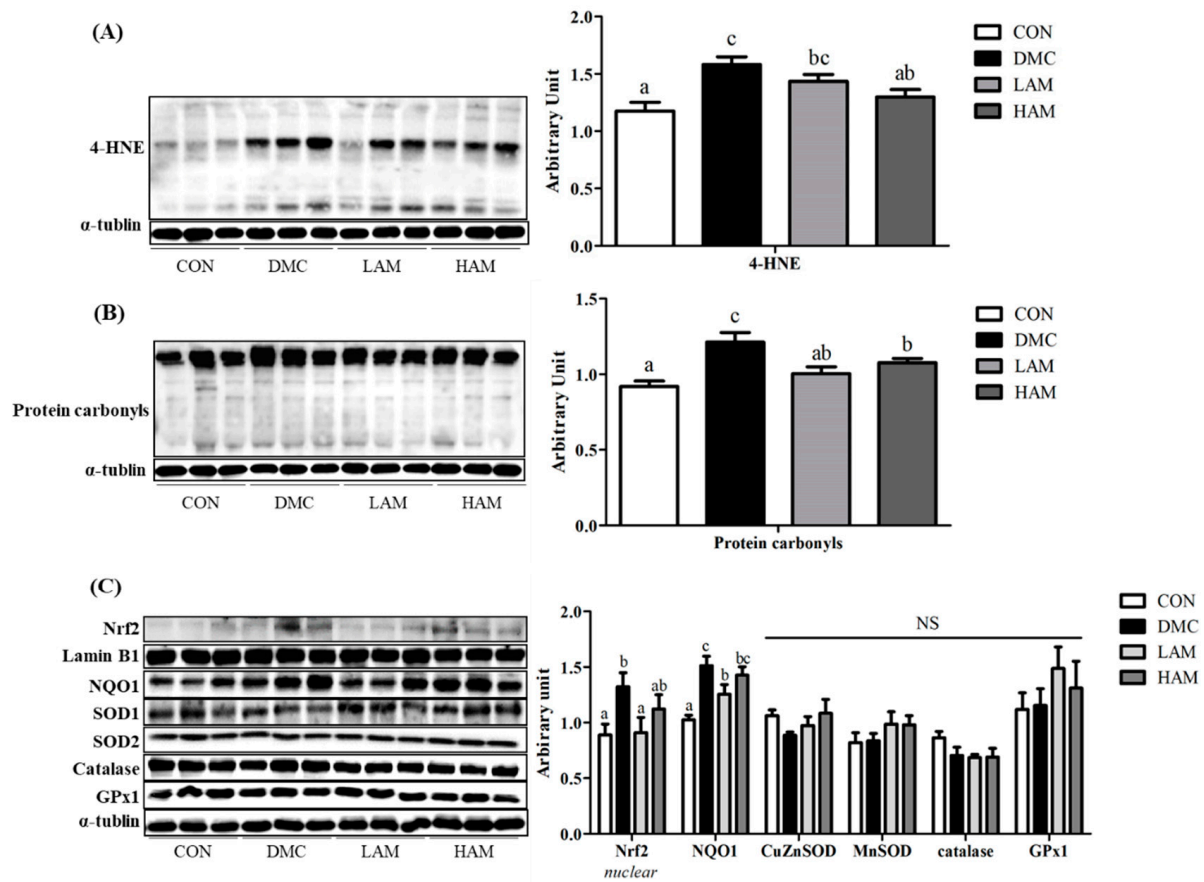 (A)
4-HNE
α-tublin
CON DMC LAM HAM
Arbitrary Unit
2.0
1.5
1.0
0.5
0.0
a
c
bc
ab
4-HNE
CON
DMC
LAM
HAM
(B)
Protein carbonyls
α-tublin
CON DMC LAM HAM
Arbitrary Unit
1.5
1.0
0.5
0.0
a
c
ab
b
Protein carbonyls
CON
DMC
LAM
HAM
(C)
Nrf2
Lamin B1
NQO1
SOD1
SOD2
Catalase
GPx1
α-tublin
CON DMC LAM HAM
Arbirary unit
2.0
1.5
1.0
0.5
0.0
a b a ab
a c b bc
NS
Nrf2 NQO1 CuZnSOD MnSOD catalase GPx1
nuclear
CON
DMC
LAM
HAM